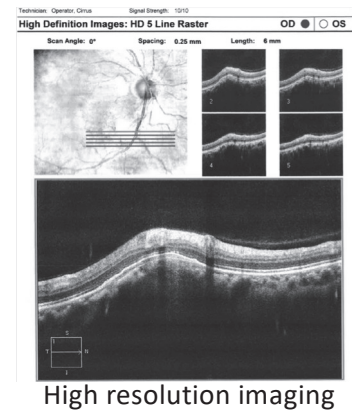 Technician: Operator, Cirrus Signal Strength: 10/10
High Definition Images: HD 5 Line Raster OD OS
Scan Angle: 0° Spacing: 0.25 mm Length: 6 mm
2 3
4 5
S
1
T N
I
High resolution imaging